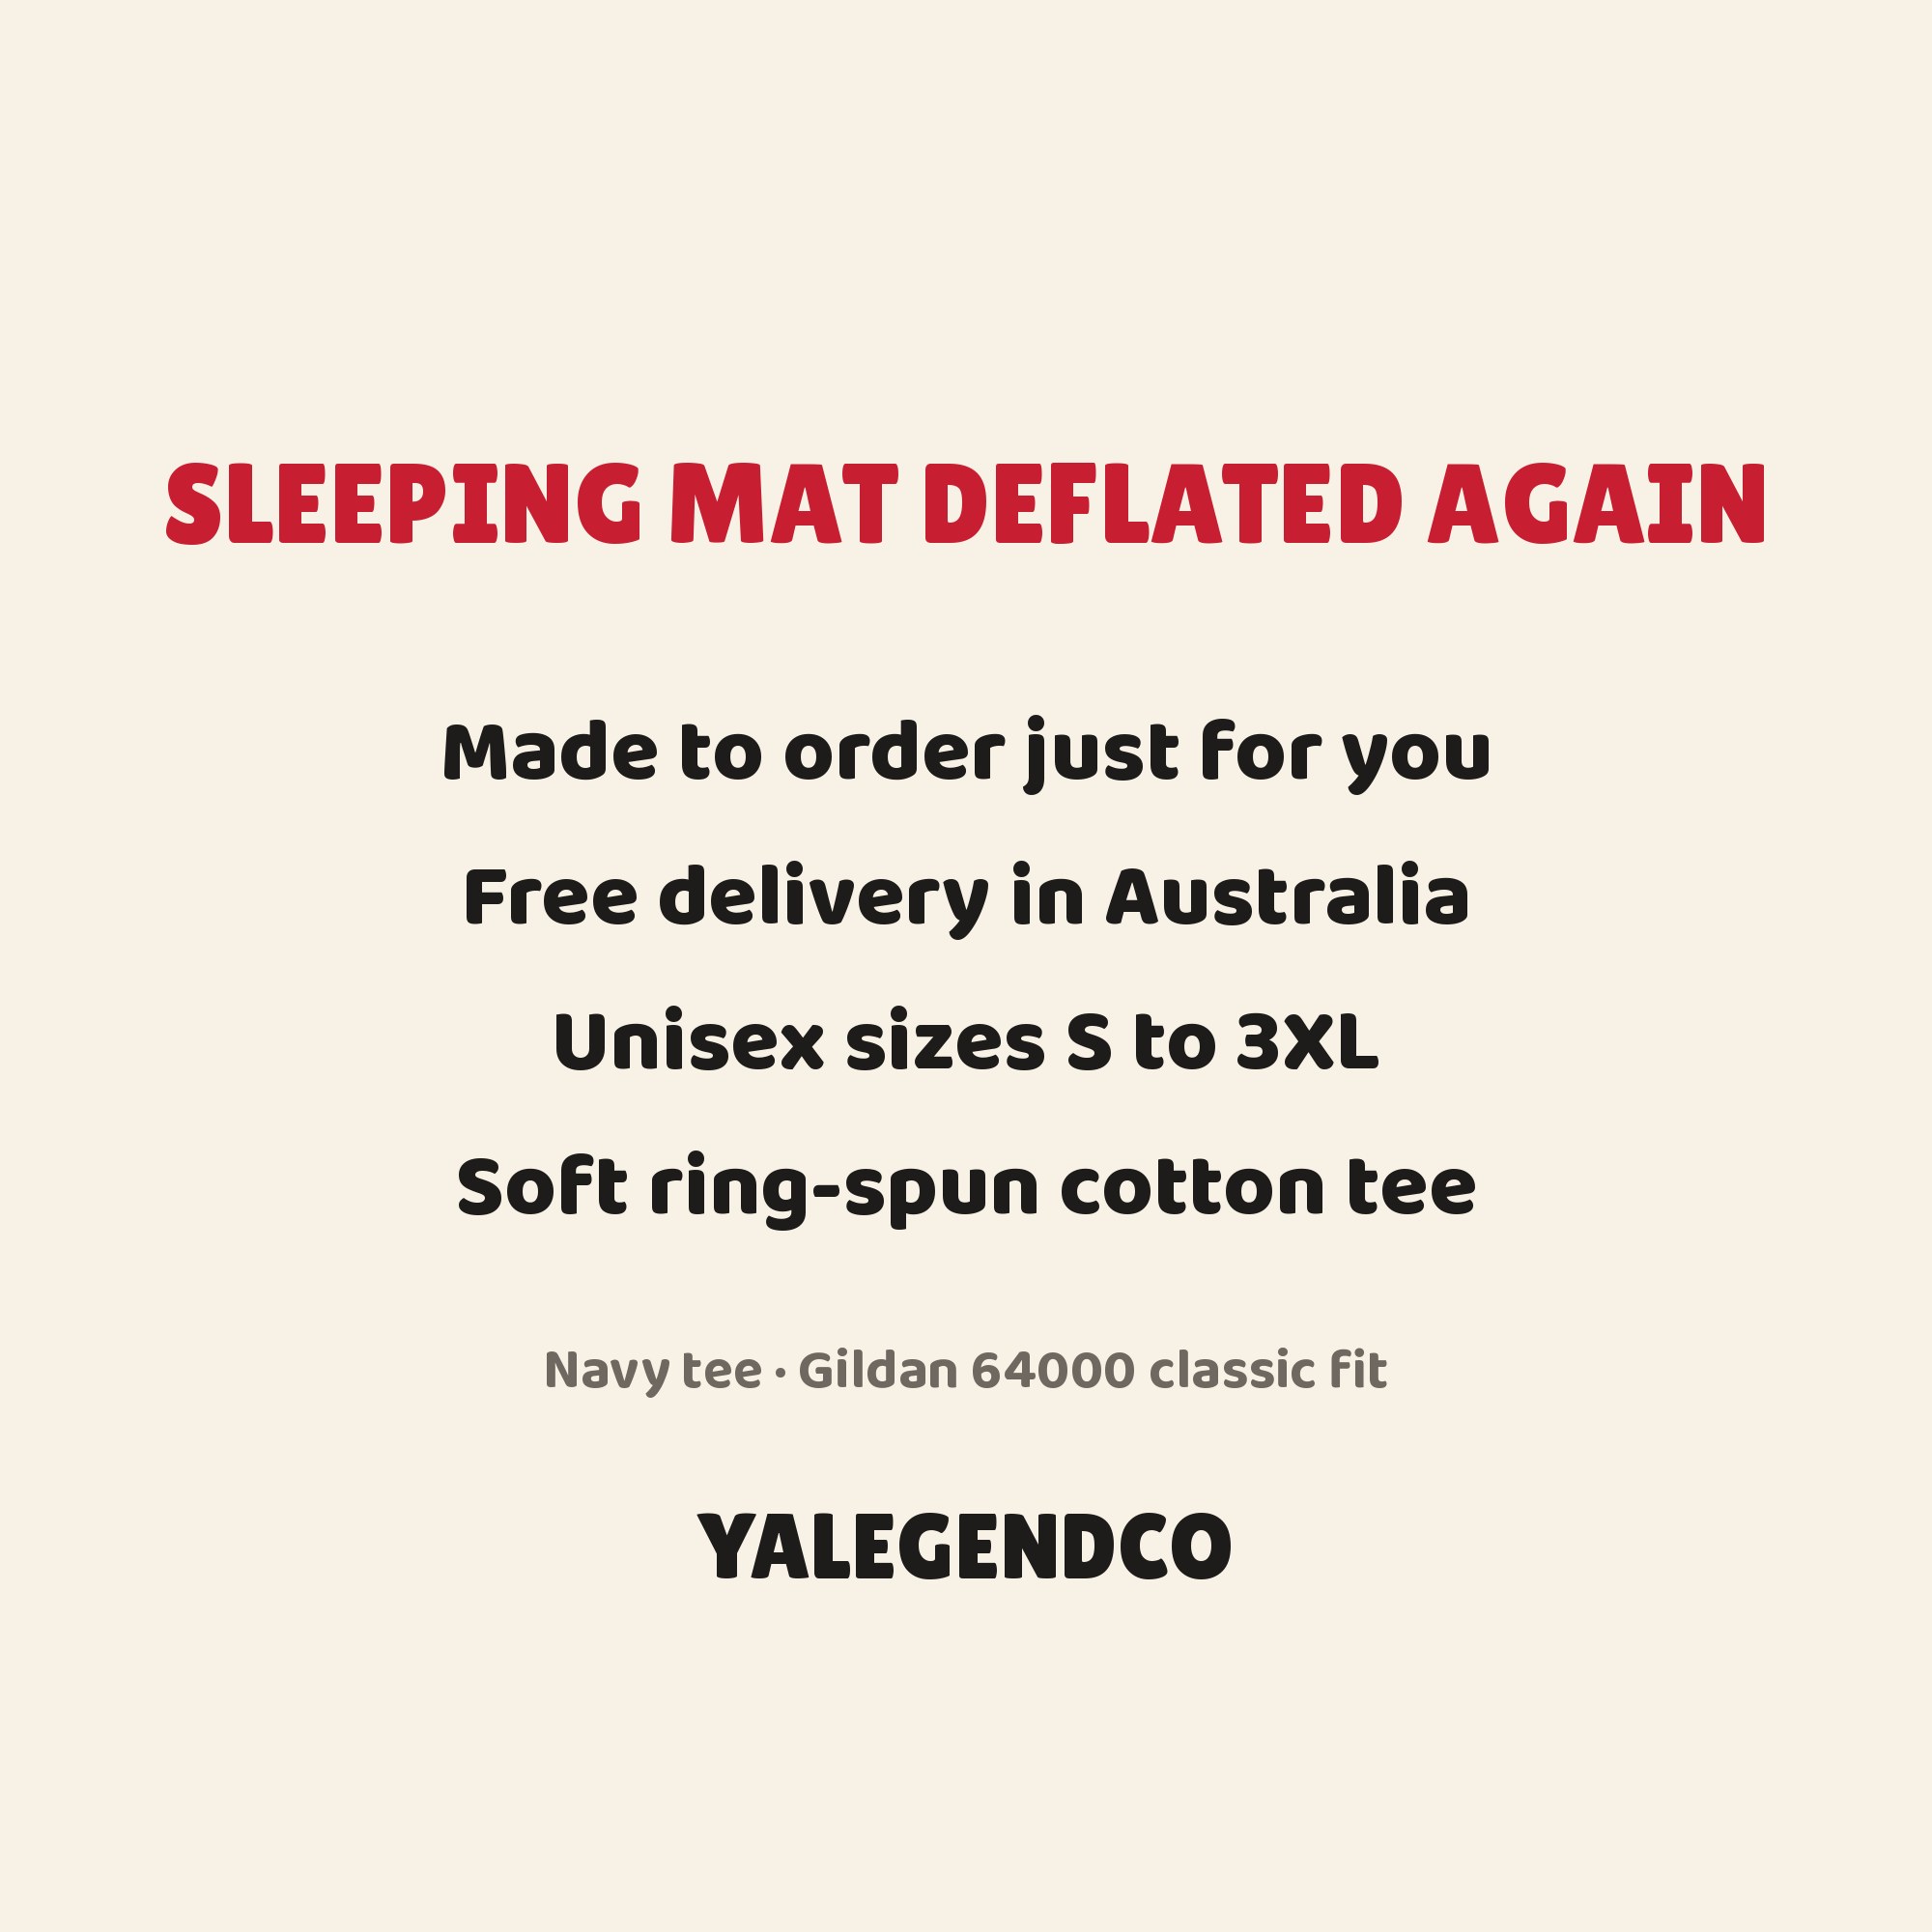 SLEEPING MAT DEFLATED AGAIN
Made to order just for you
Free delivery in Australia
Unisex sizes S to 3XL
Soft ring-spun cotton tee
Navy tee · Gildan 64000 classic fit
YALEGENDCO